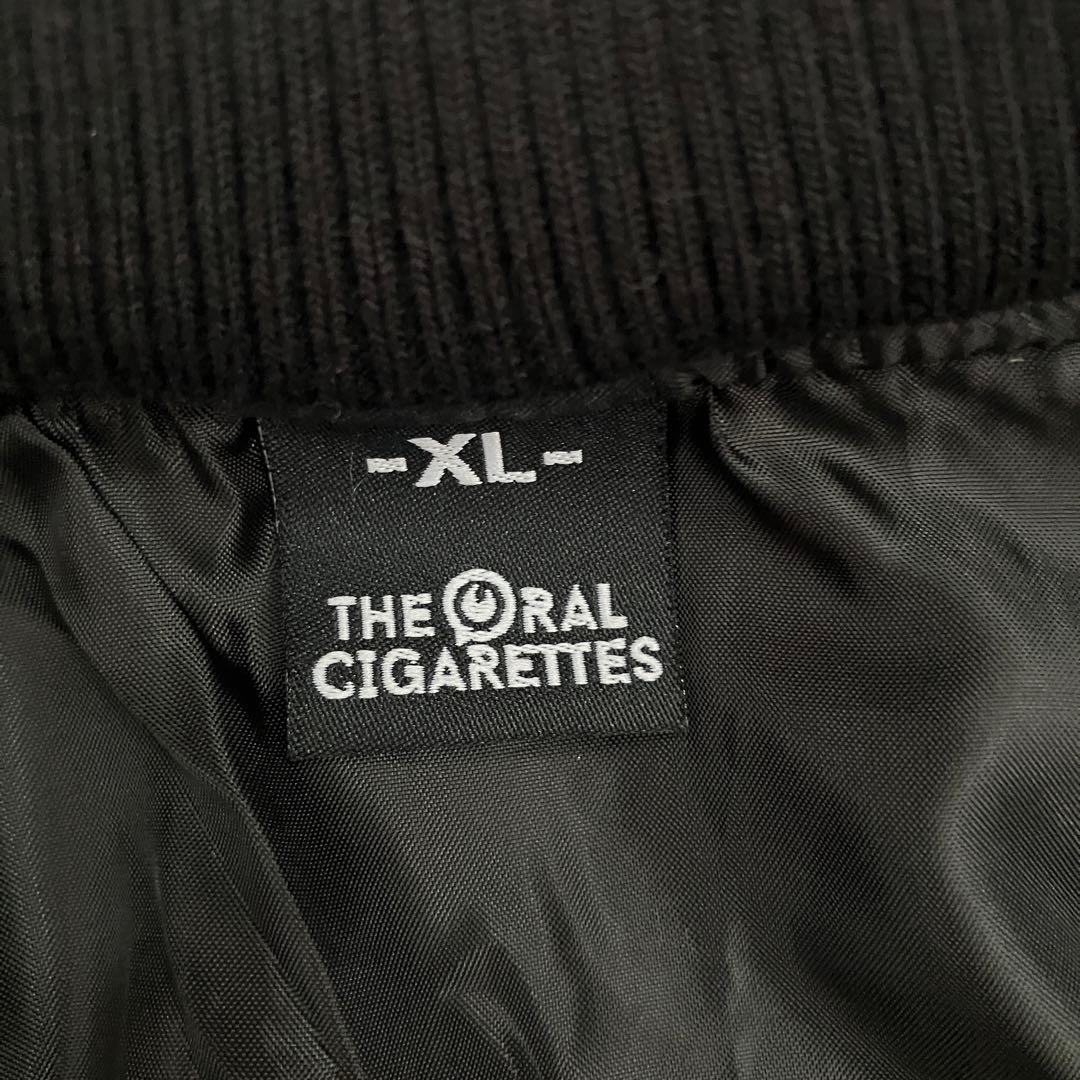 -XL-
THE ORAL
CIGARETTES